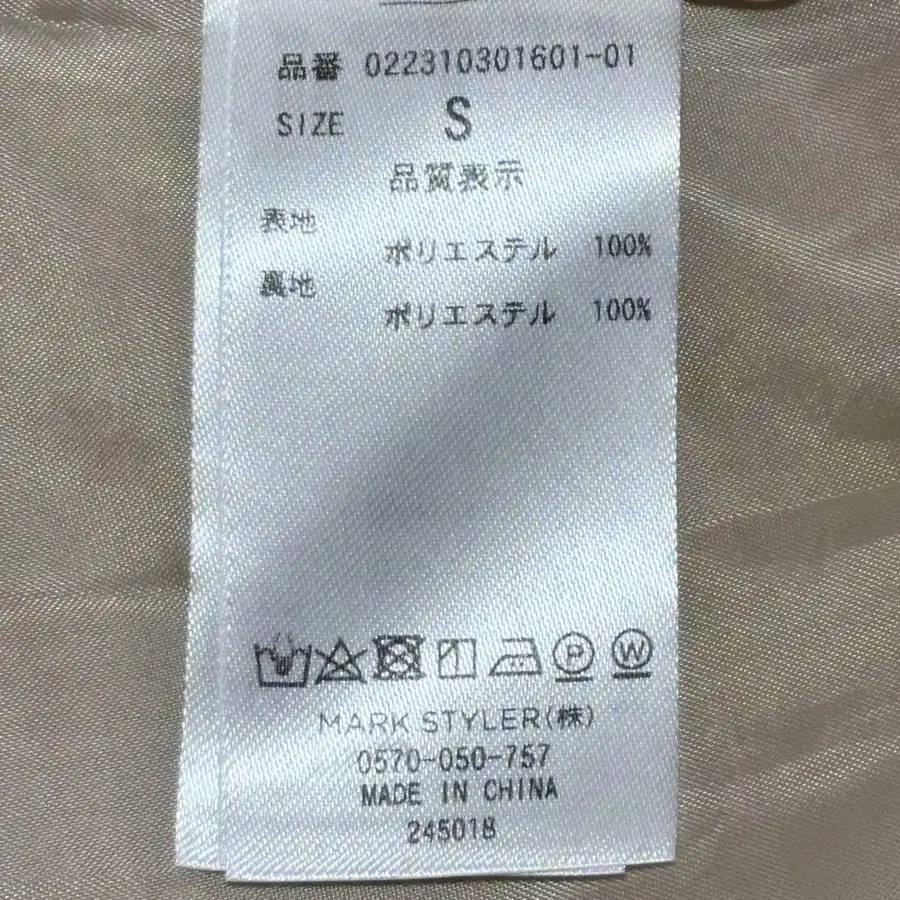 品番 022310301601-01
SIZE S
品質表示
表地
ポリエステル 100%
裏地
ポリエステル 100%
P W
MARK STYLER(株)
0570-050-757
MADE IN CHINA
245018